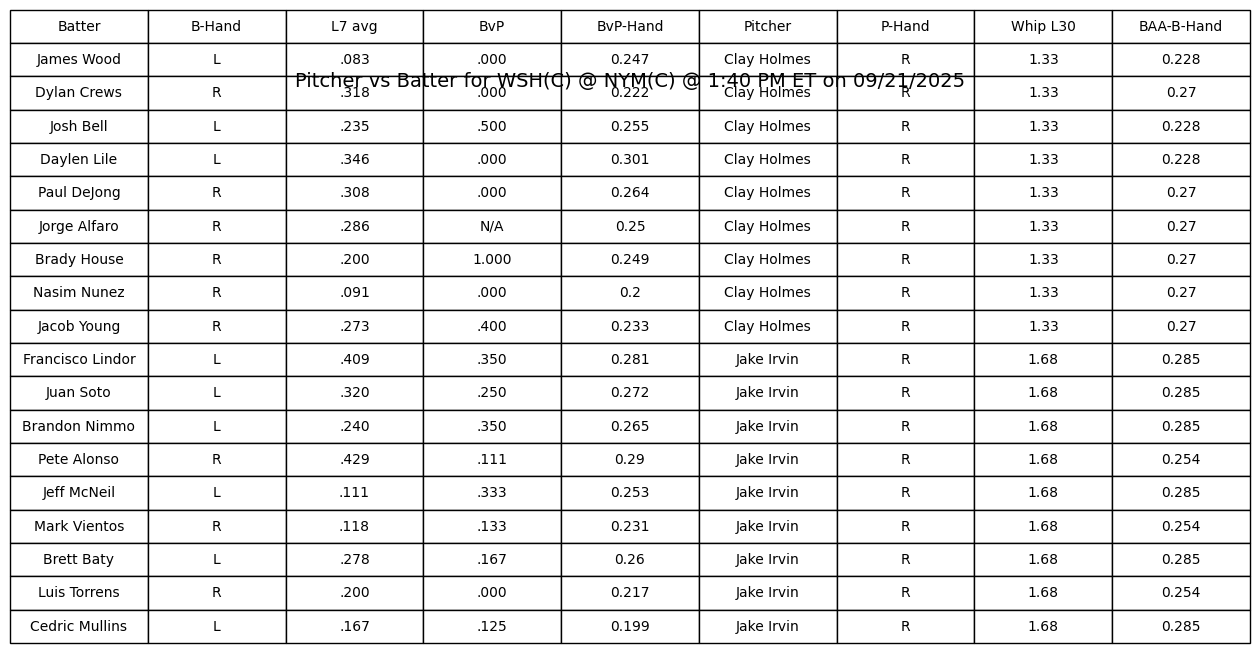 Batter B-Hand L7 avg BvP BvP-Hand Pitcher P-Hand Whip L30 BAA-B-Hand
James Wood L .083 .000 0.247 Clay Holmes R 1.33 0.228
Pitcher vs Batter for WSH(C) @ NYM(C) @ 1:40 PM ET on 09/21/2025
Dylan Crews R .318 .000 0.222 Clay Holmes R 1.33 0.27
Josh Bell L .235 .500 0.255 Clay Holmes R 1.33 0.228
Daylen Lile L .346 .000 0.301 Clay Holmes R 1.33 0.228
Paul DeJong R .308 .000 0.264 Clay Holmes R 1.33 0.27
Jorge Alfaro R .286 N/A 0.25 Clay Holmes R 1.33 0.27
Brady House R .200 1.000 0.249 Clay Holmes R 1.33 0.27
Nasim Nunez R .091 .000 0.2 Clay Holmes R 1.33 0.27
Jacob Young R .273 .400 0.233 Clay Holmes R 1.33 0.27
Francisco Lindor L .409 .350 0.281 Jake Irvin R 1.68 0.285
Juan Soto L .320 .250 0.272 Jake Irvin R 1.68 0.285
Brandon Nimmo L .240 .350 0.265 Jake Irvin R 1.68 0.285
Pete Alonso R .429 .111 0.29 Jake Irvin R 1.68 0.254
Jeff McNeil L .111 .333 0.253 Jake Irvin R 1.68 0.285
Mark Vientos R .118 .133 0.231 Jake Irvin R 1.68 0.254
Brett Baty L .278 .167 0.26 Jake Irvin R 1.68 0.285
Luis Torrens R .200 .000 0.217 Jake Irvin R 1.68 0.254
Cedric Mullins L .167 .125 0.199 Jake Irvin R 1.68 0.285